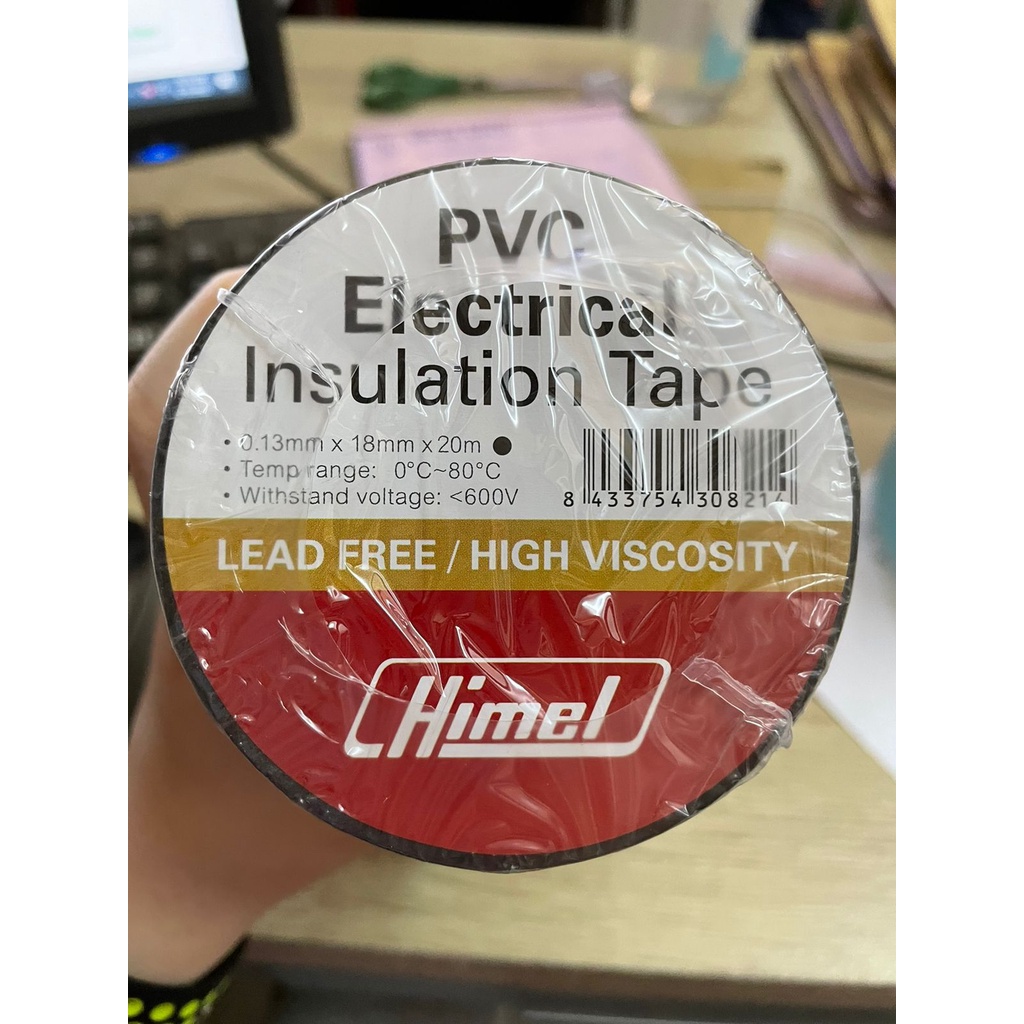 PVC
Electrical
Insulation Tape
• 0.13mm x 18mm x 20m ●
• Temp range: 0°C~80°C
• Withstand voltage: <600V
8 433754 308214
LEAD FREE / HIGH VISCOSITY
Himel